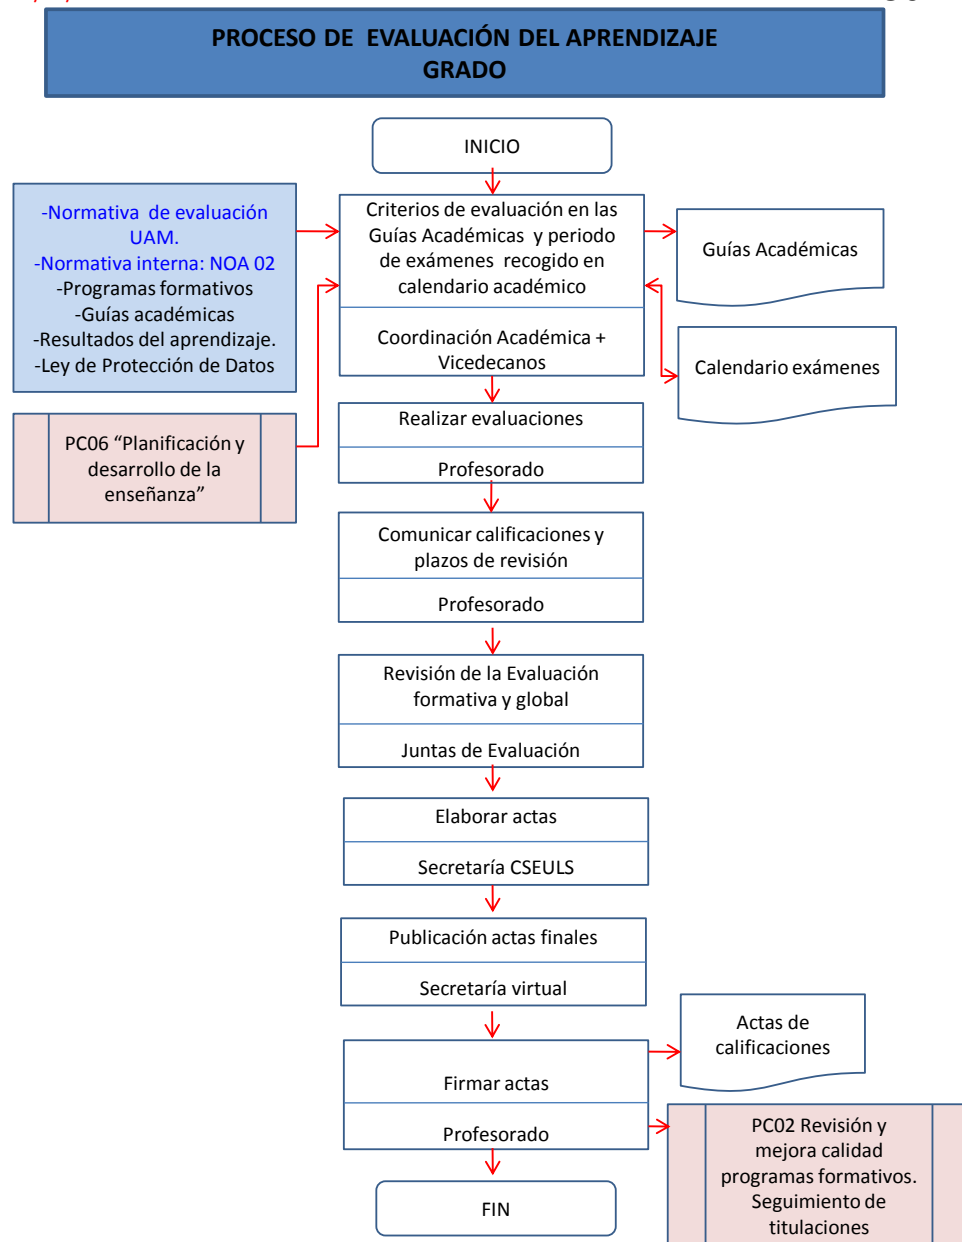 PROCESO DE EVALUACIÓN DEL APRENDIZAJE
GRADO
INICIO
-Normativa de evaluación
UAM.
-Normativa interna: NOA 02
-Programas formativos
-Guías académicas
-Resultados del aprendizaje.
-Ley de Protección de Datos
Criterios de evaluación en las
Guías Académicas y periodo
de exámenes recogido en
calendario académico
Coordinación Académica +
Vicedecanos
Guías Académicas
Calendario exámenes
PC06 “Planificación y
desarrollo de la
enseñanza”
Realizar evaluaciones
Profesorado
Comunicar calificaciones y
plazos de revisión
Profesorado
Revisión de la Evaluación
formativa y global
Juntas de Evaluación
Elaborar actas
Secretaría CSEULS
Publicación actas finales
Secretaría virtual
Firmar actas
Profesorado
Actas de
calificaciones
PC02 Revisión y
mejora calidad
programas formativos.
Seguimiento de
titulaciones
FIN